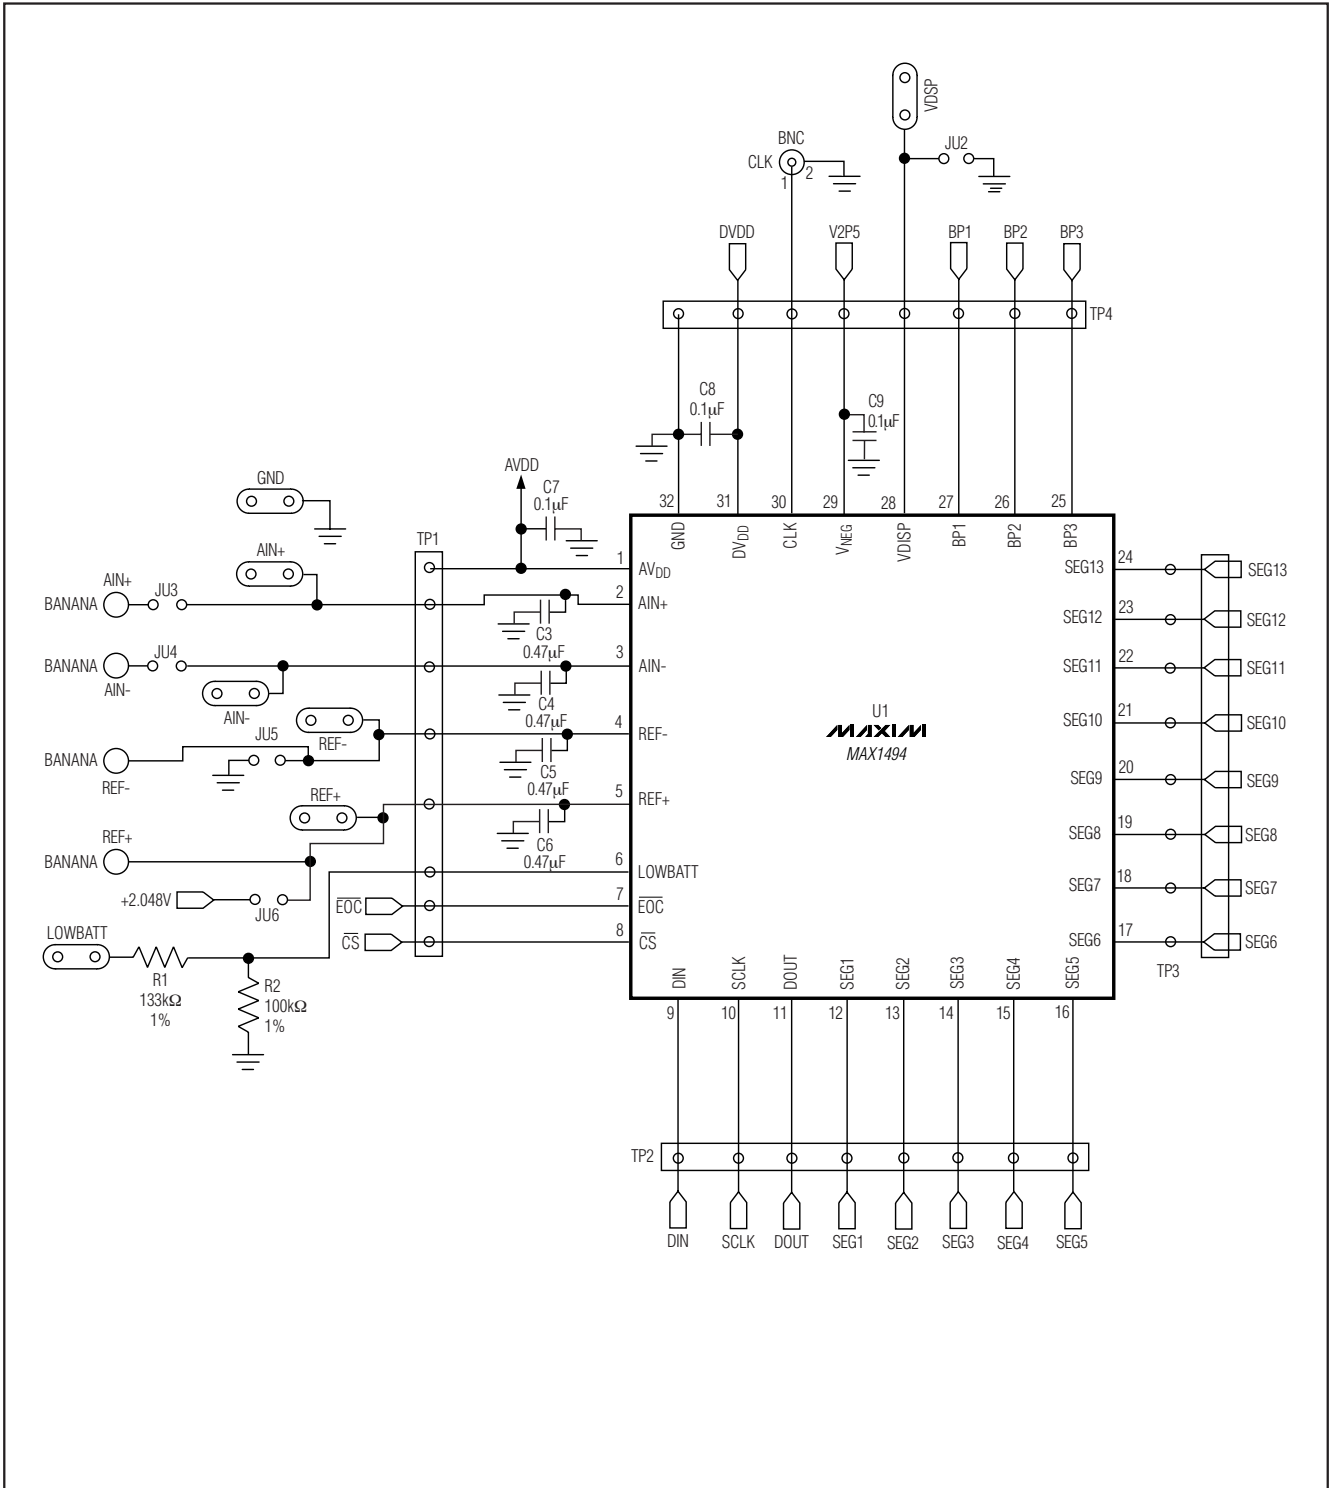 VDSP
BNC
CLK
1
2
JU2
DVDD
V2P5
BP1
BP2
BP3
TP4
C8
0.1µF
C9
0.1µF
AVDD
C7
0.1µF
GND
TP1
32
31
30
29
28
27
26
25
GND
DVDD
CLK
VNEG
VDISP
BP1
BP2
BP3
AIN+
AIN+
BANANA
JU3
1
AVDD
2
AIN+
C3
0.47µF
BANANA
JU4
AIN-
AIN-
3
AIN-
C4
0.47µF
REF-
BANANA
REF-
JU5
4
REF-
C5
0.47µF
REF+
REF+
BANANA
5
REF+
C6
0.47µF
+2.048V
JU6
6
LOWBATT
EOC
7
EOC
CS
8
CS
LOWBATT
R1
133kΩ
1%
R2
100kΩ
1%
U1
MAXIM
MAX1494
SEG13
24
SEG13
SEG12
23
SEG12
SEG11
22
SEG11
SEG10
21
SEG10
SEG9
20
SEG9
SEG8
19
SEG8
SEG7
18
SEG7
SEG6
17
SEG6
TP3
DIN
SCLK
DOUT
SEG1
SEG2
SEG3
SEG4
SEG5
9
10
11
12
13
14
15
16
TP2
DIN
SCLK
DOUT
SEG1
SEG2
SEG3
SEG4
SEG5